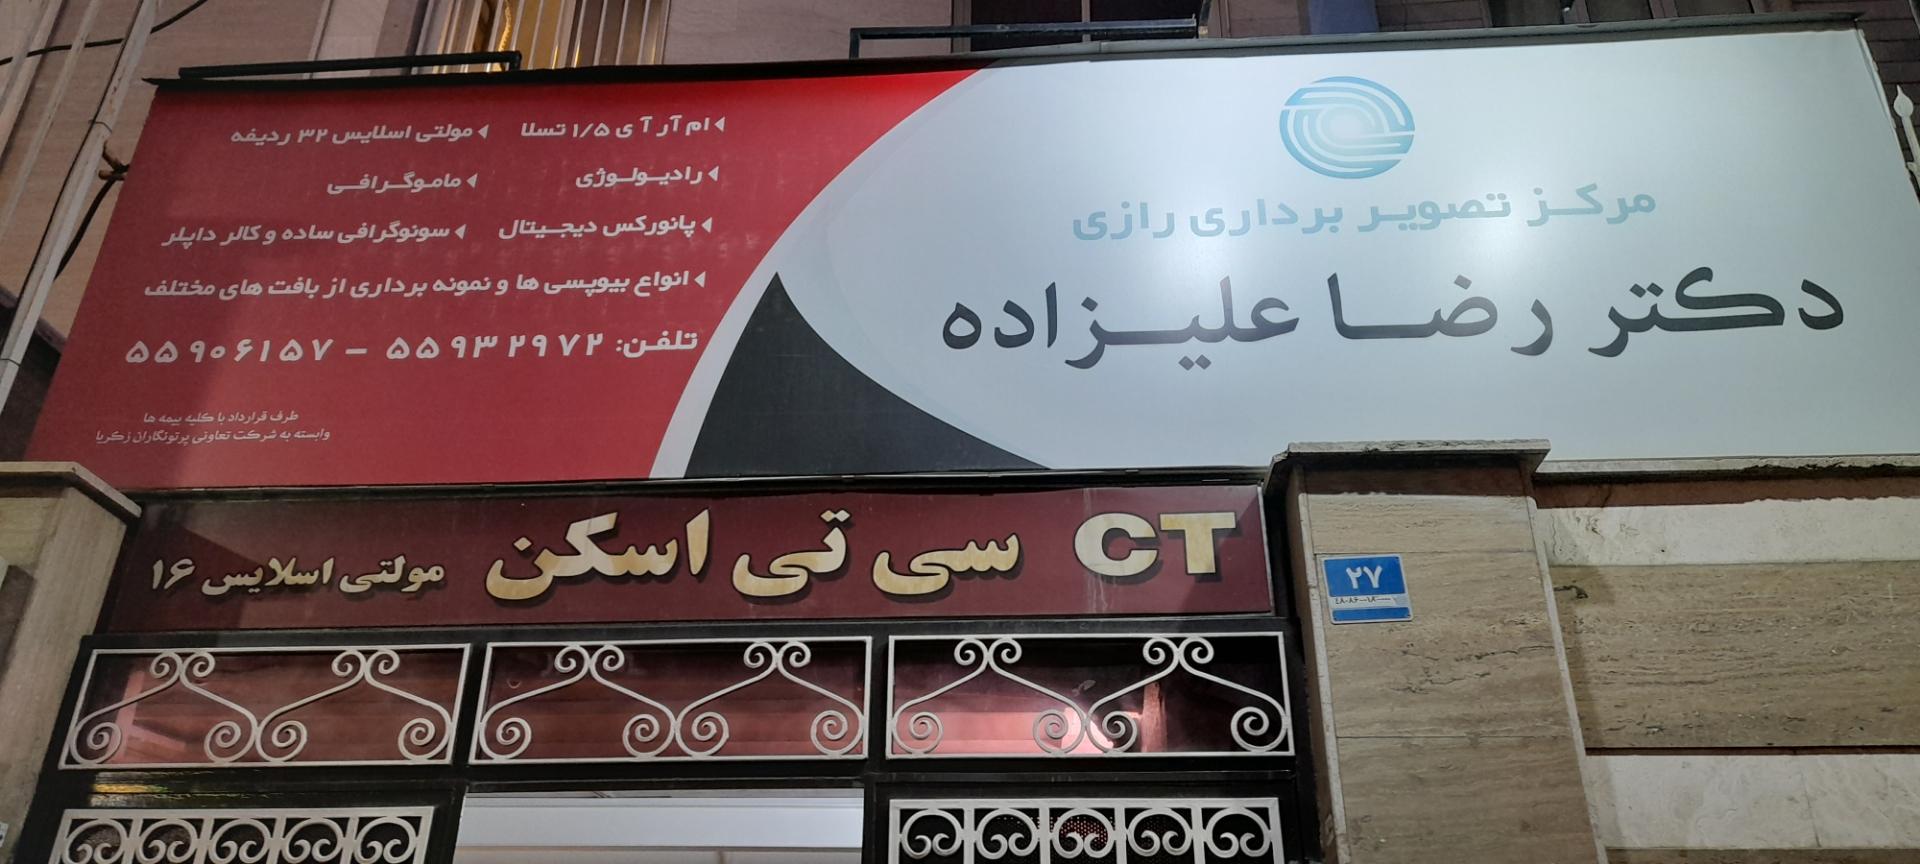 مرکز تصویر برداری رازی
دکتر رضا علیزاده
ام آر آی ۱/۵ تسلا
مولتی اسلایس ۳۲ ردیفه
رادیولوژی
ماموگرافی
پانورکس دیجیتال
سونوگرافی ساده و کالر داپلر
انواع بیوپسی ها و نمونه برداری از بافت های مختلف
تلفن: ۵۵۹۳۲۹۷۲ - ۵۵۹۰۶۱۵۷
طرف قرارداد با کلیه بیمه ها
وابسته به شرکت تعاونی پرتونگاران زکریا
CT سی تی اسکن مولتی اسلایس ۱۶
۲۷